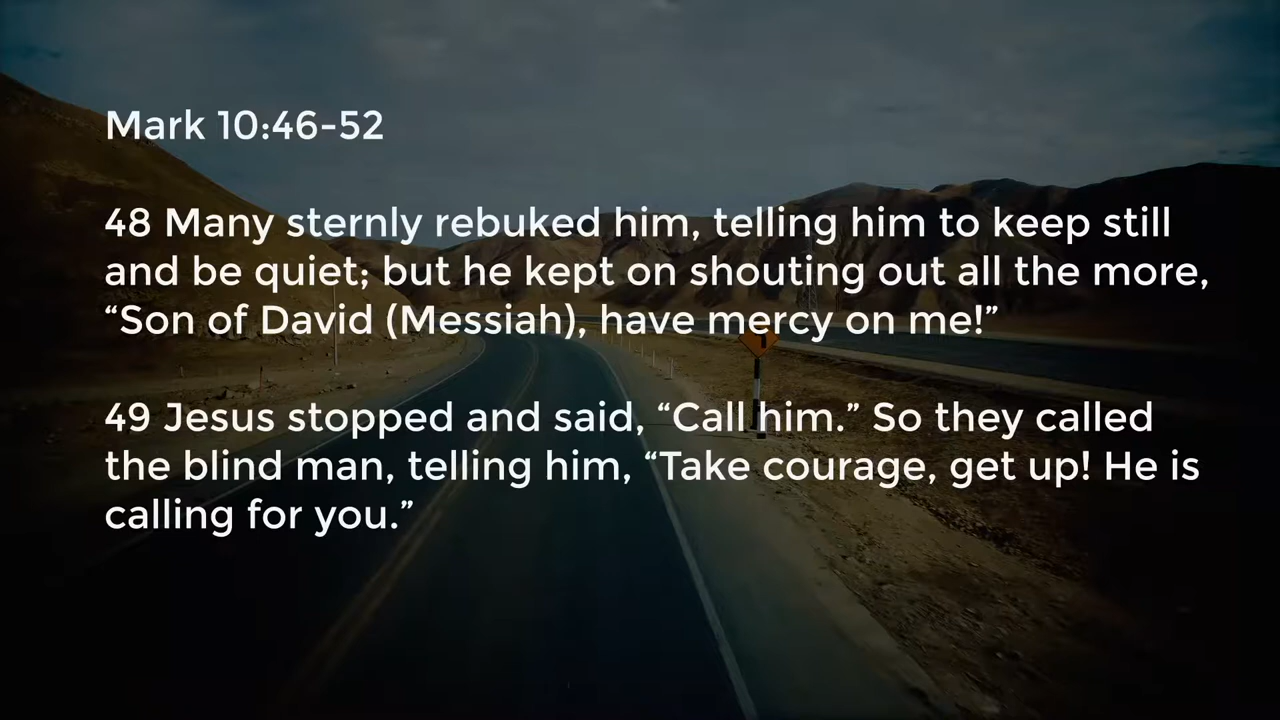 Mark 10:46-52
48 Many sternly rebuked him, telling him to keep still
and be quiet; but he kept on shouting out all the more,
“Son of David (Messiah), have mercy on me!”
49 Jesus stopped and said, “Call him.” So they called
the blind man, telling him, “Take courage, get up! He is
calling for you.”